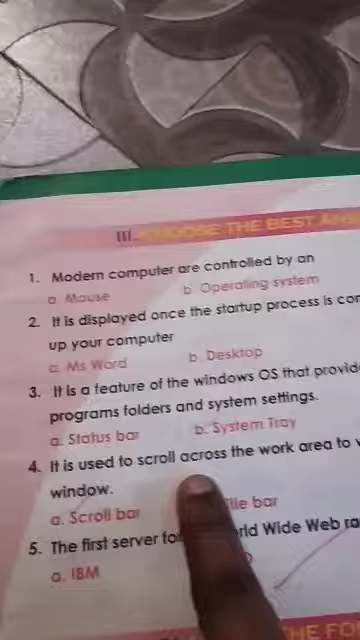 III. CHOOSE THE BEST
1. Modern computer are controlled by an
a. Mouse b. Operating system
2. It is displayed once the startup process is
up your computer
a. Ms Word b. Desktop
3. It is a feature of the windows OS that
programs folders and system settings.
a. Status bar b. System Tray
4. It is used to scroll across the work area to
window.
a. Scroll bar bar
5. The first server Wide Web
a. IBM
THE